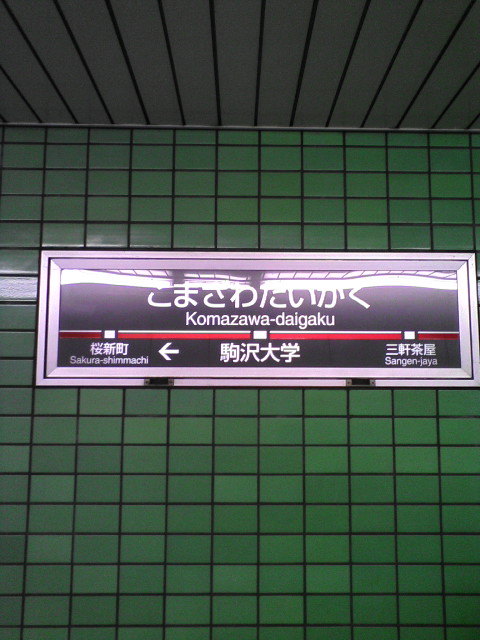 こまざわだいがく
Komazawa-daigaku
桜新町 ← 駒沢大学 三軒茶屋
Sakura-shimmachi Sangen-jaya